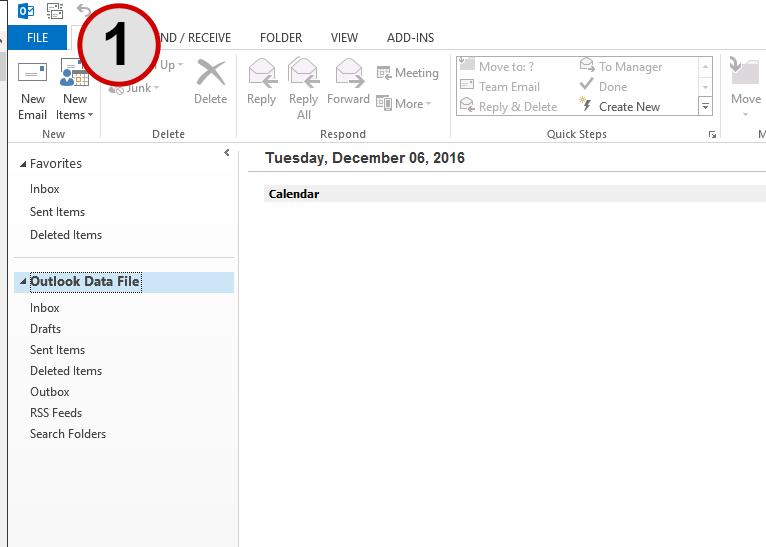 1
FILE ND / RECEIVE FOLDER VIEW ADD-INS
New Email
New Items
Up
Junk
Delete
Reply
Reply All
Forward
Meeting
More
Move to: ?
Team Email
Reply & Delete
To Manager
Done
Create New
Move
New Delete Respond Quick Steps M
Favorites
Inbox
Sent Items
Deleted Items
Outlook Data File
Inbox
Drafts
Sent Items
Deleted Items
Outbox
RSS Feeds
Search Folders
Tuesday, December 06, 2016
Calendar